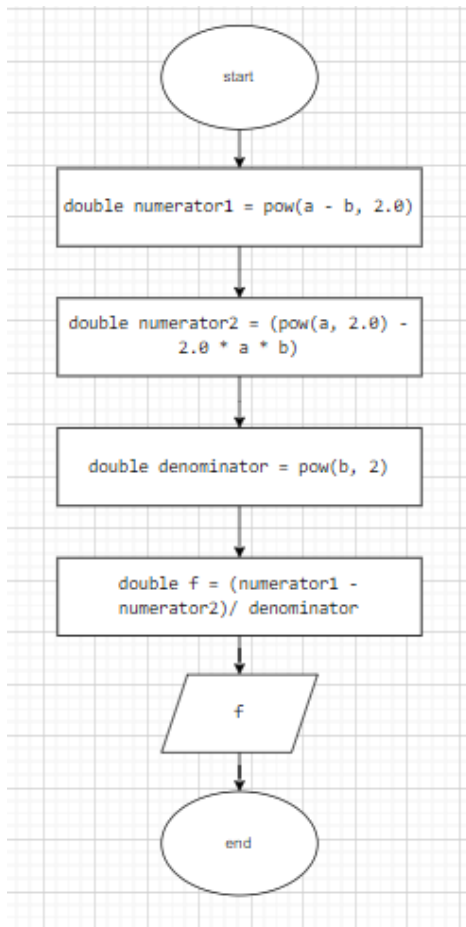 start
double numerator1 = pow(a - b, 2.0)
double numerator2 = (pow(a, 2.0) -
2.0 * a * b)
double denominator = pow(b, 2)
double f = (numerator1 -
numerator2)/ denominator
f
end